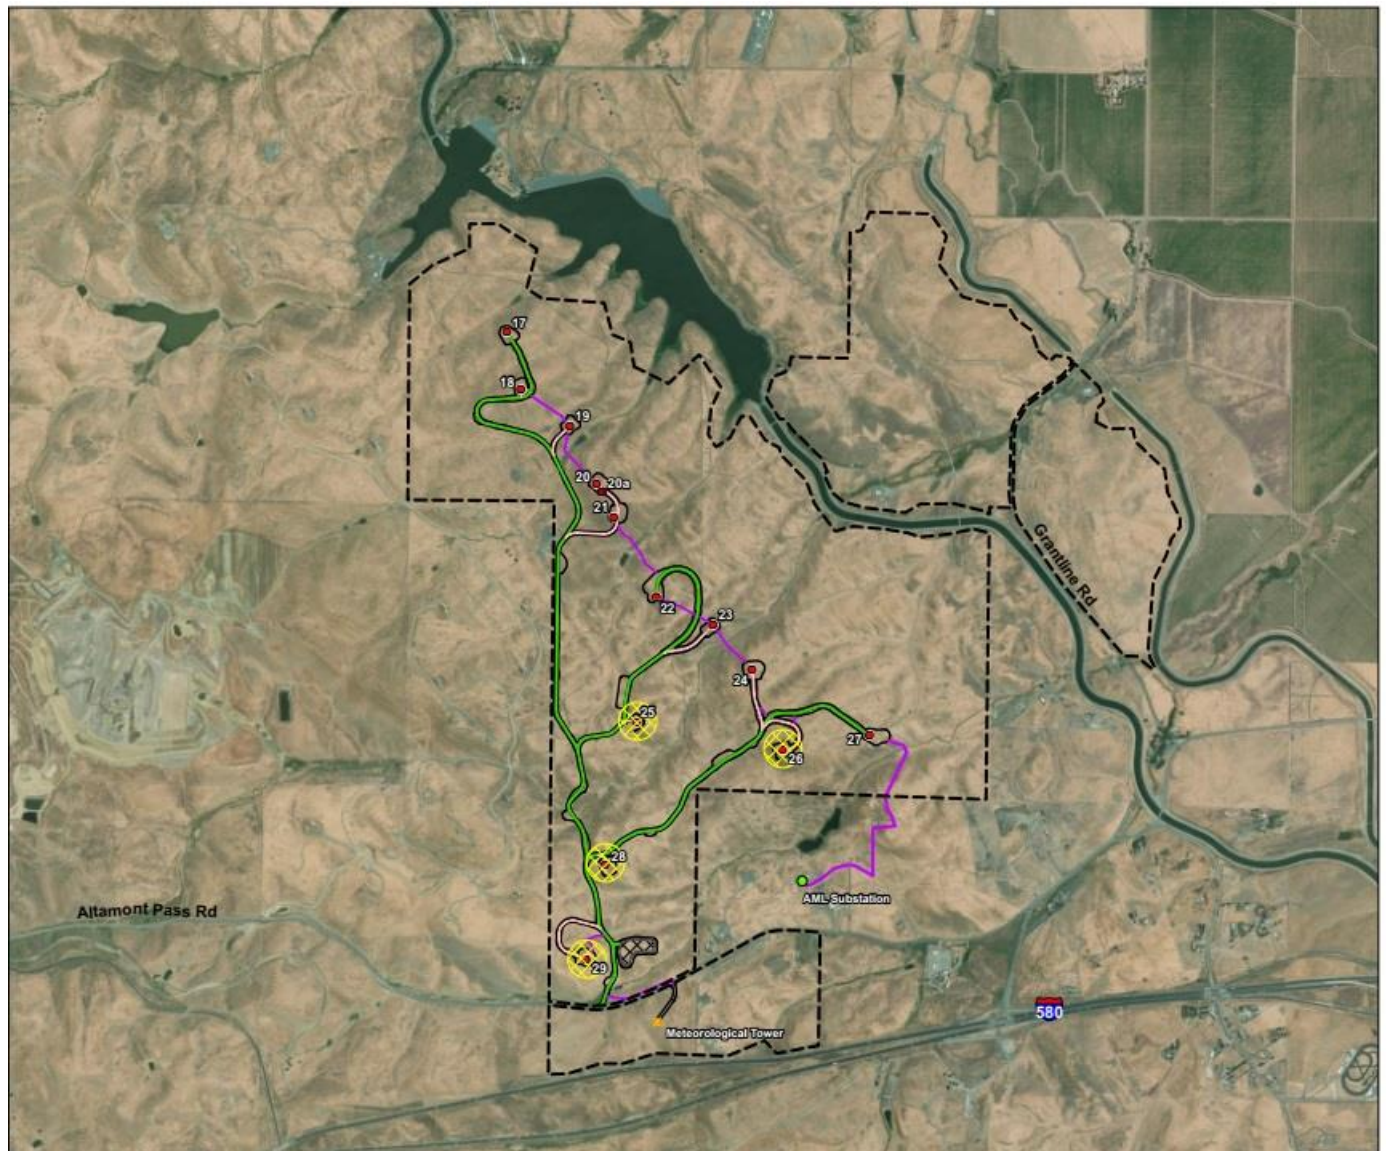 17
18
19
20
20a
21
Grantline Rd
22
23
24
25
27
26
28
AML Substation
Altamont Pass Rd
29
580
Meteorological Tower